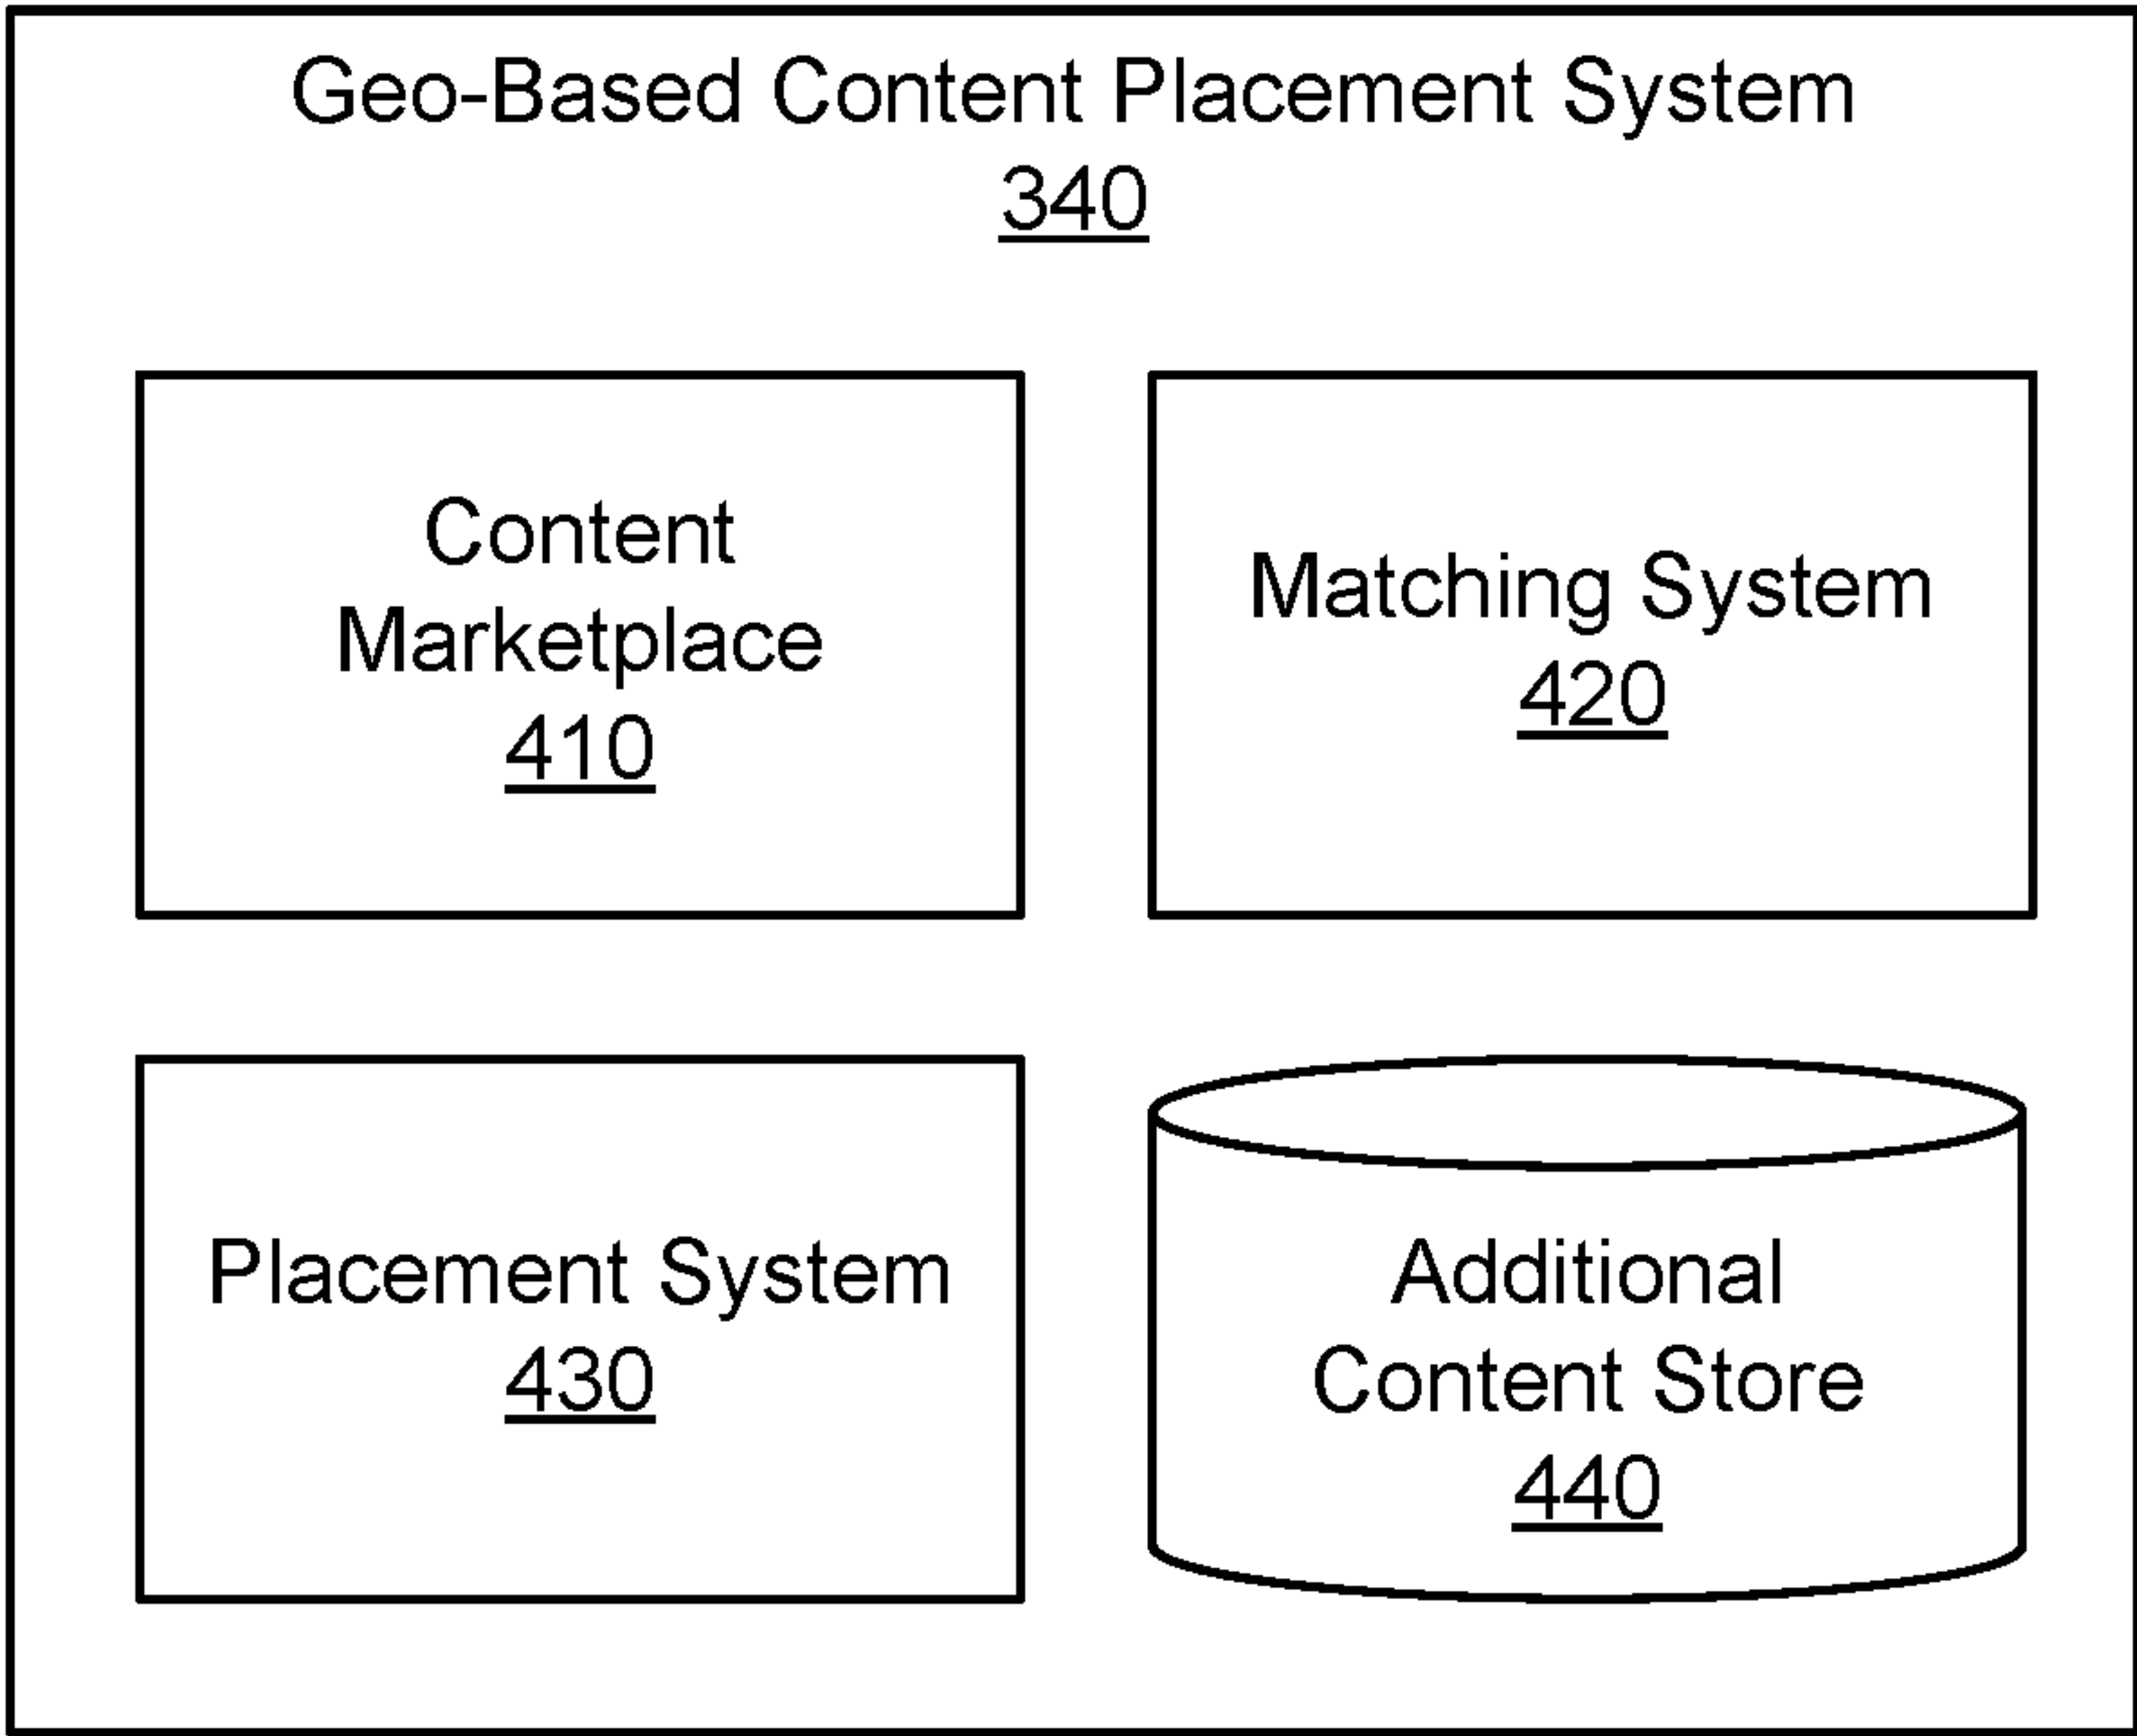 Geo-Based Content Placement System
340
Content
Marketplace
410
Matching System
420
Placement System
430
Additional
Content Store
440